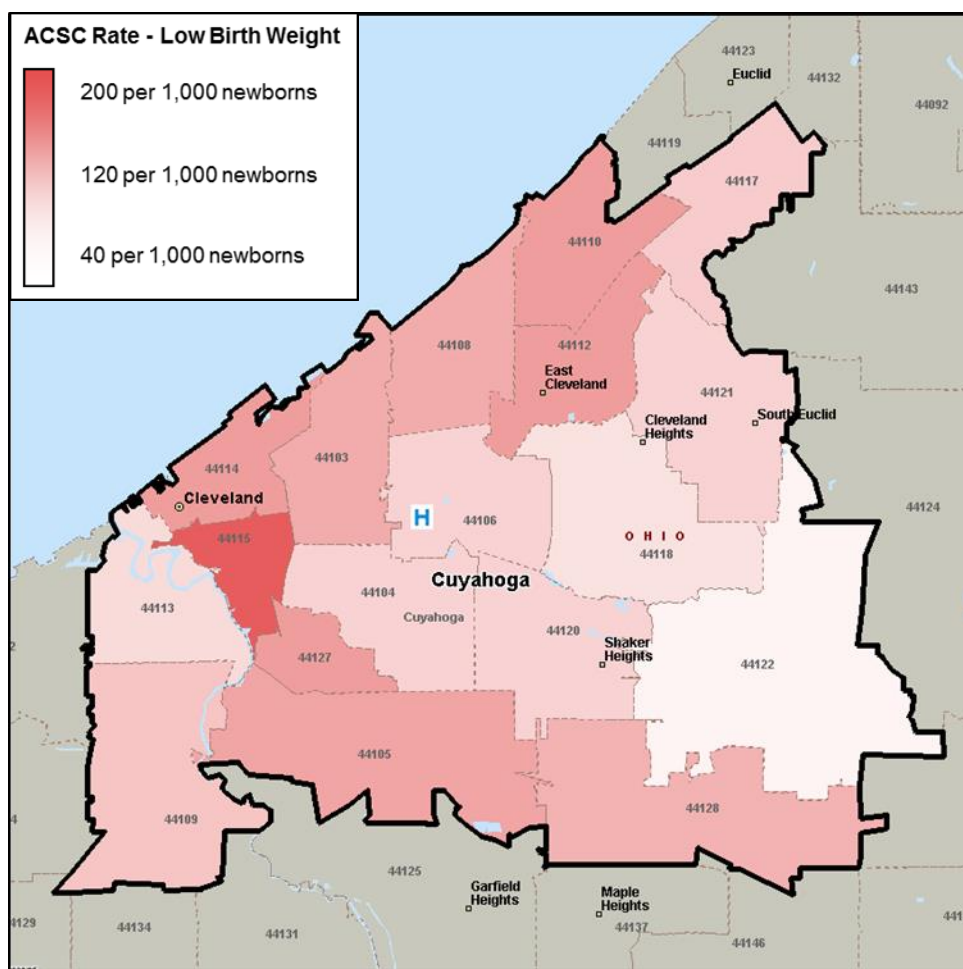 ACSC Rate - Low Birth Weight
200 per 1,000 newborns
120 per 1,000 newborns
40 per 1,000 newborns
44123
Euclid
44132
44092
44119
44117
44110
44143
44108
44112
East
Cleveland
44121
Cleveland
Heights
South Euclid
44103
44114
Cleveland
44124
H
44106
OHIO
44115
44118
Cuyahoga
44104
Cuyahoga
44113
44120
Shaker
Heights
44127
44122
44105
44128
44109
44125
Garfield
Heights
Maple
Heights
44137
44129
44134
44131
44146